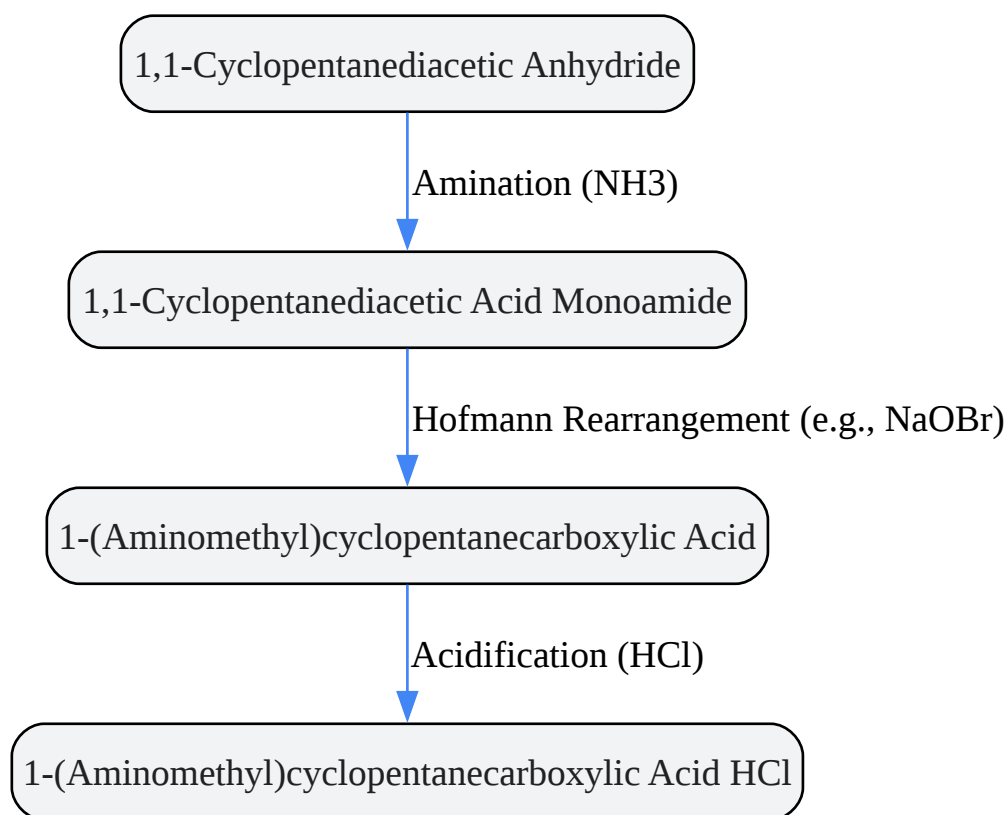 1,1-Cyclopentanediacetic Anhydride
Amination (NH3)
1,1-Cyclopentanediacetic Acid Monoamide
Hofmann Rearrangement (e.g., NaOBr)
1-(Aminomethyl)cyclopentanecarboxylic Acid
Acidification (HCl)
1-(Aminomethyl)cyclopentanecarboxylic Acid HCl